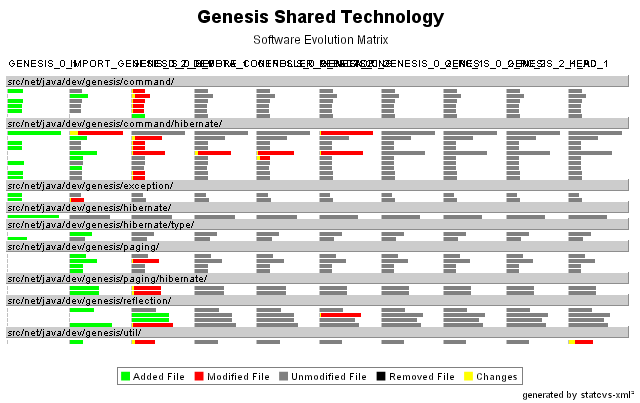 Genesis Shared Technology
Software Evolution Matrix
GENESIS_0_1
HEAD_1
src/net/java/dev/genesis/command/
src/net/java/dev/genesis/command/hibernate/
src/net/java/dev/genesis/exception/
src/net/java/dev/genesis/hibernate/
src/net/java/dev/genesis/hibernate/type/
src/net/java/dev/genesis/paging/
src/net/java/dev/genesis/paging/hibernate/
src/net/java/dev/genesis/reflection/
src/net/java/dev/genesis/util/
Added File Modified File Unmodified File Removed File Changes
generated by statcvs-xml²